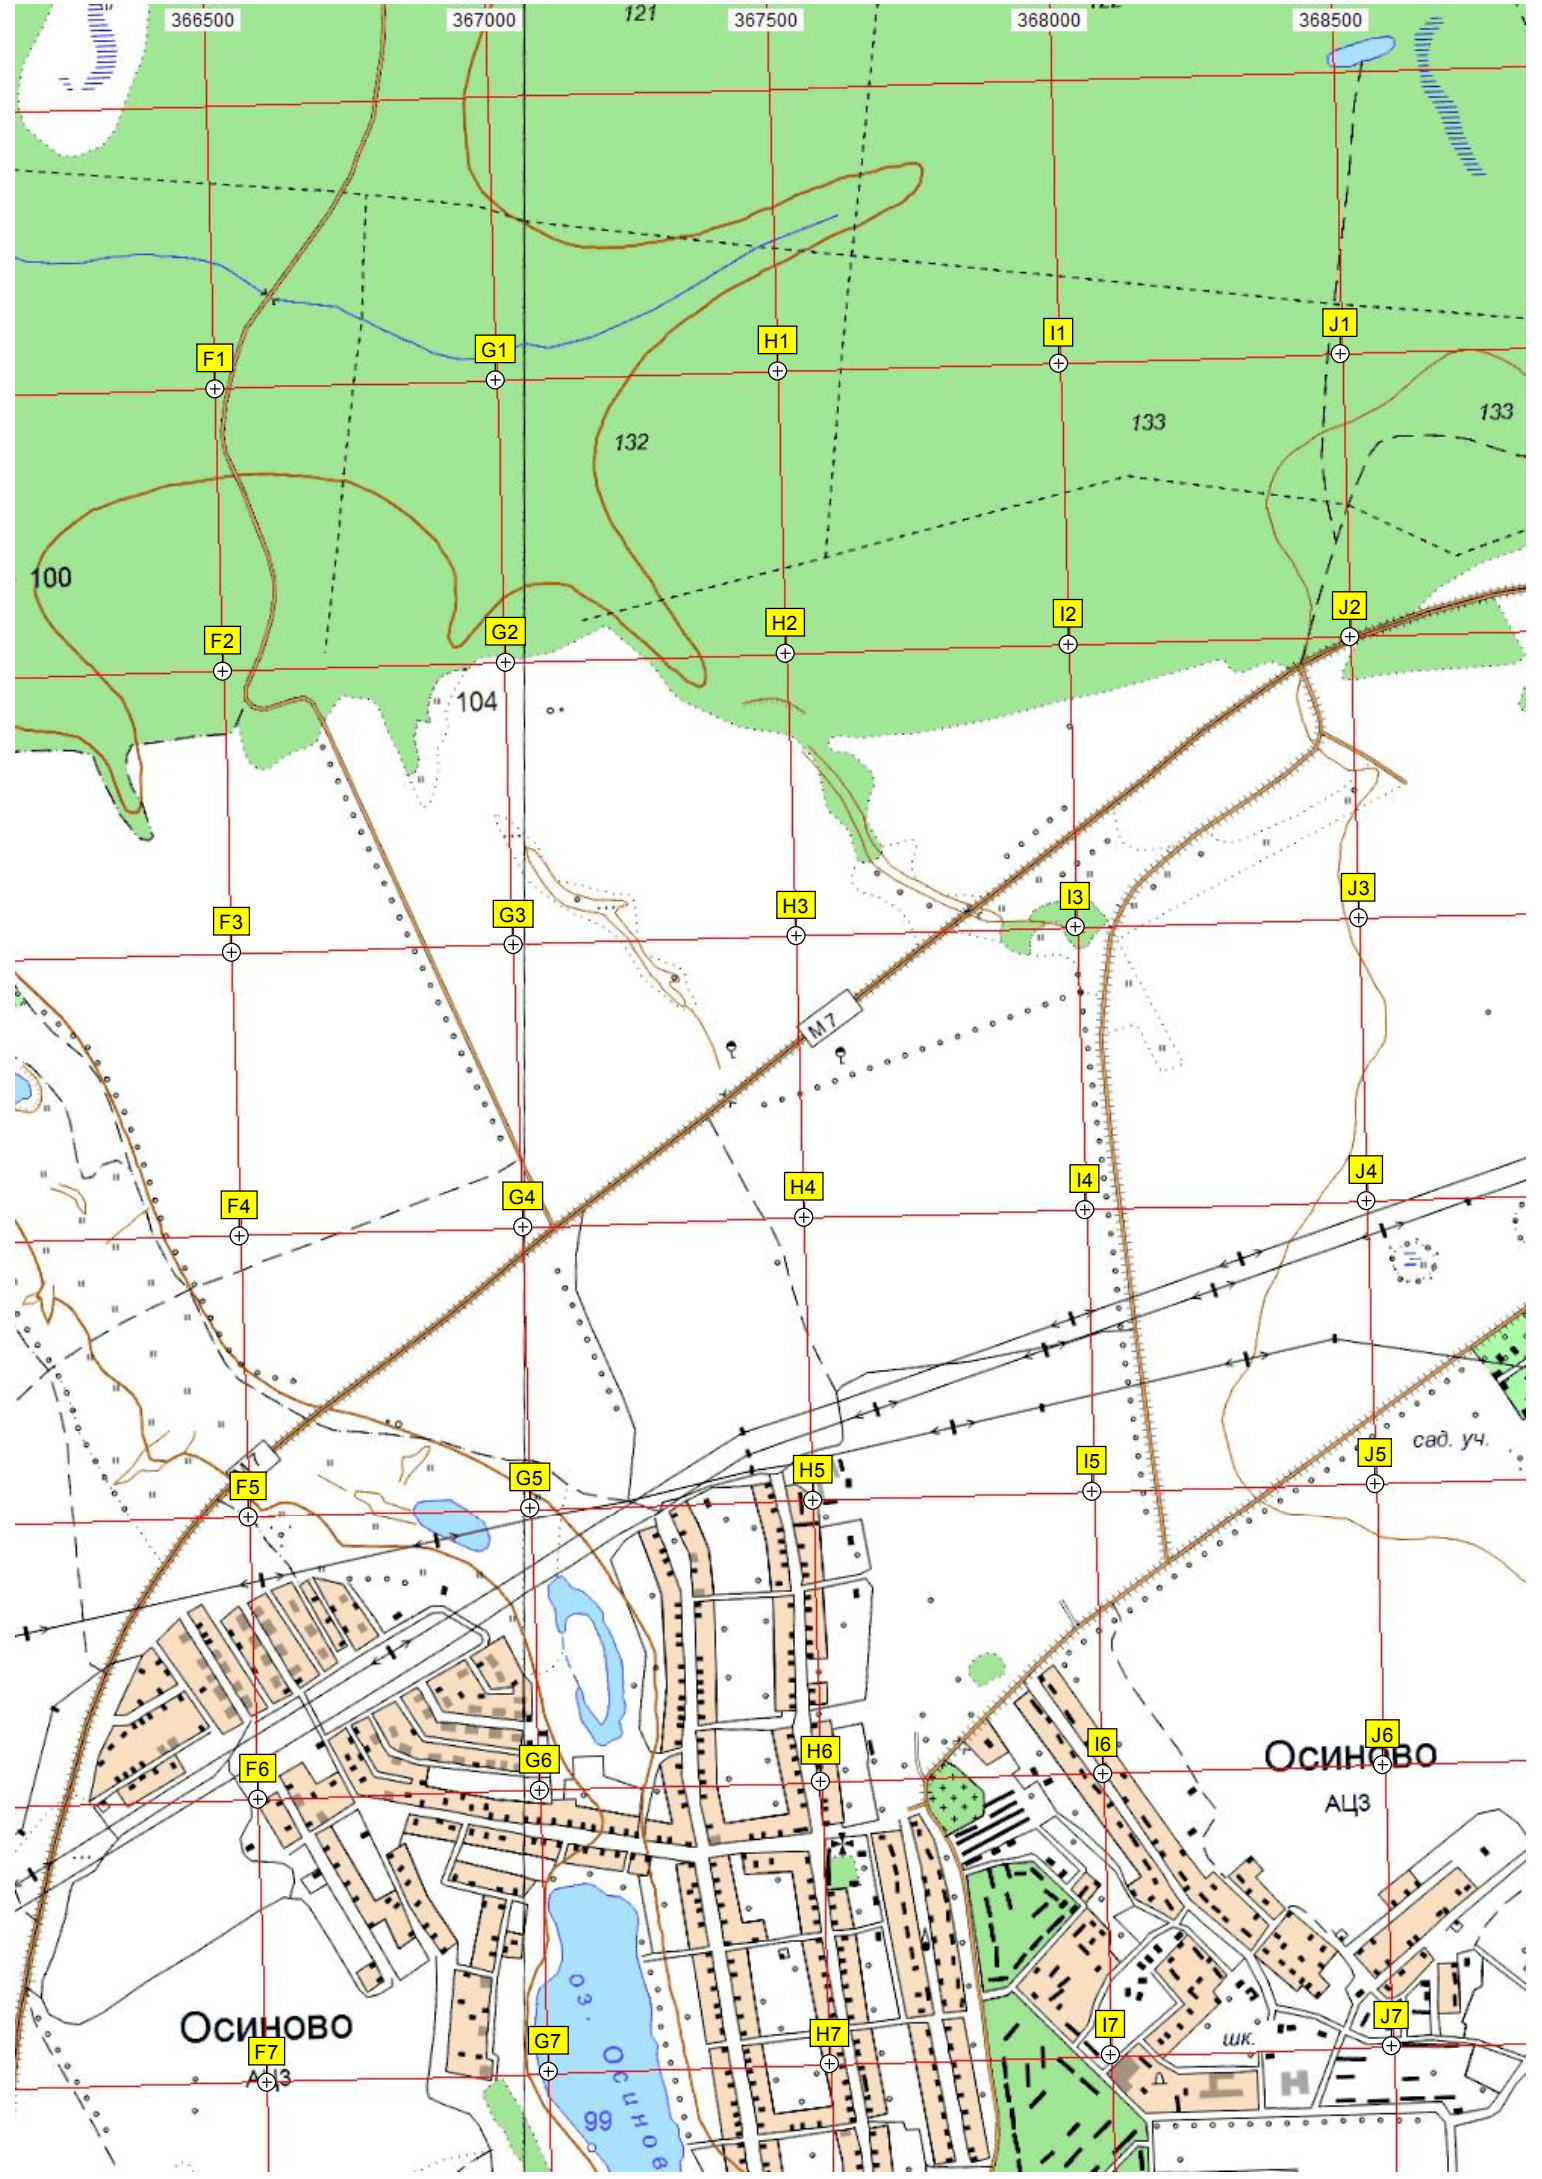 366500 367000 367500 368000 368500
121
F1 G1 H1 I1 J1
132 133 133
100
F2 G2 H2 I2 J2
104
F3 G3 H3 I3 J3
М 7
F4 G4 H4 I4 J4
сад. уч.
7
F5 G5 H5 I5 J5
F6 G6 H6 I6 J6
Осиново
АЦЗ
Осиново
шк.
F7 G7 H7 I7 J7
оз. Осинов
99